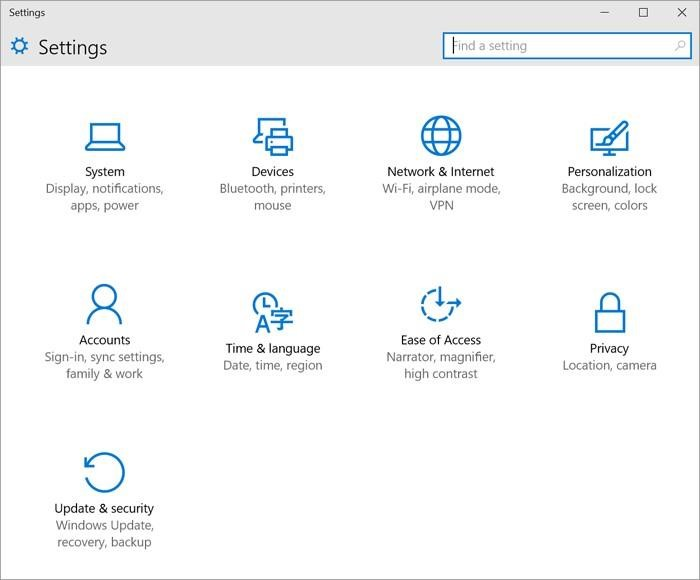 Settings
Settings
Find a setting
System
Display, notifications,
apps, power
Devices
Bluetooth, printers,
mouse
Network & Internet
Wi-Fi, airplane mode,
VPN
Personalization
Background, lock
screen, colors
Accounts
Sign-in, sync settings,
family & work
A字
Time & language
Date, time, region
Ease of Access
Narrator, magnifier,
high contrast
Privacy
Location, camera
Update & security
Windows Update,
recovery, backup